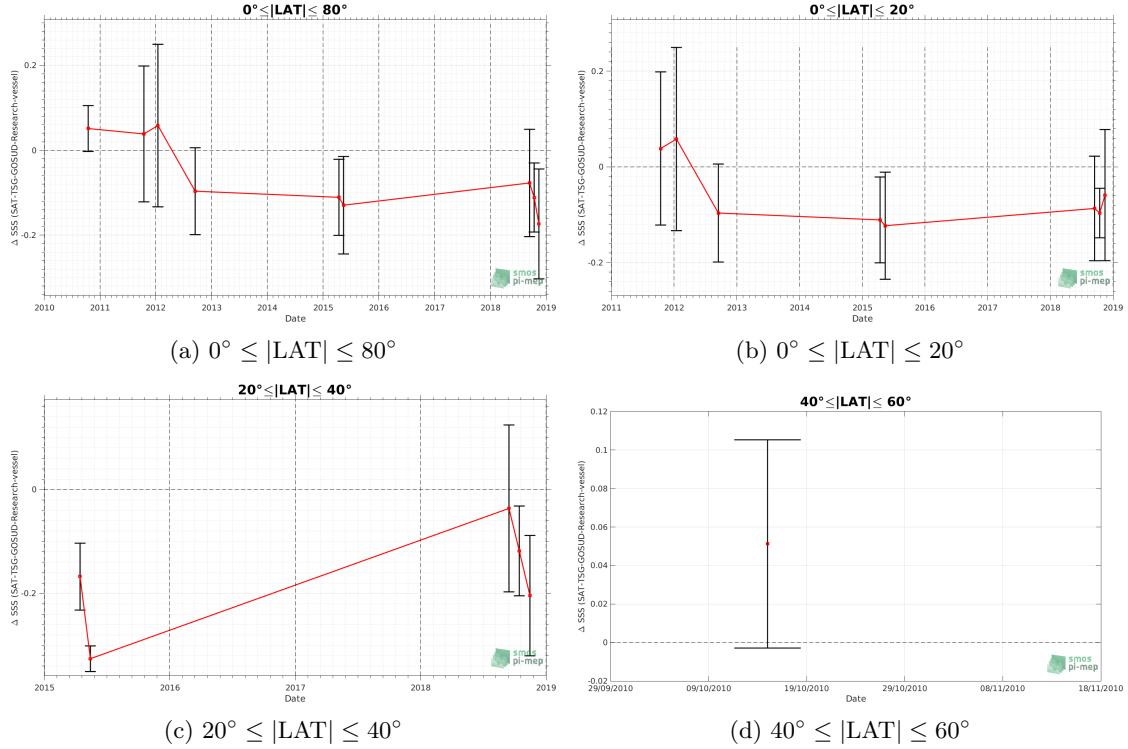 0°≤|LAT|≤ 80°
Δ SSS (SAT-TSG-GOSUD-Research-vessel)
0.2
0
-0.2
2010 2011 2012 2013 2014 2015 2016 2017 2018 2019
Date
smos
pi-mep
(a) 0° ≤ |LAT| ≤ 80°
0°≤|LAT|≤ 20°
Δ SSS (SAT-TSG-GOSUD-Research-vessel)
0.2
0
-0.2
2011 2012 2013 2014 2015 2016 2017 2018 2019
Date
smos
pi-mep
(b) 0° ≤ |LAT| ≤ 20°
20°≤|LAT|≤ 40°
Δ SSS (SAT-TSG-GOSUD-Research-vessel)
0
-0.2
2015 2016 2017 2018 2019
Date
smos
pi-mep
(c) 20° ≤ |LAT| ≤ 40°
40°≤|LAT|≤ 60°
Δ SSS (SAT-TSG-GOSUD-Research-vessel)
0.12
0.1
0.08
0.06
0.04
0.02
0
-0.02
29/09/2010 09/10/2010 19/10/2010 29/10/2010 08/11/2010 18/11/2010
Date
smos
pi-mep
(d) 40° ≤ |LAT| ≤ 60°